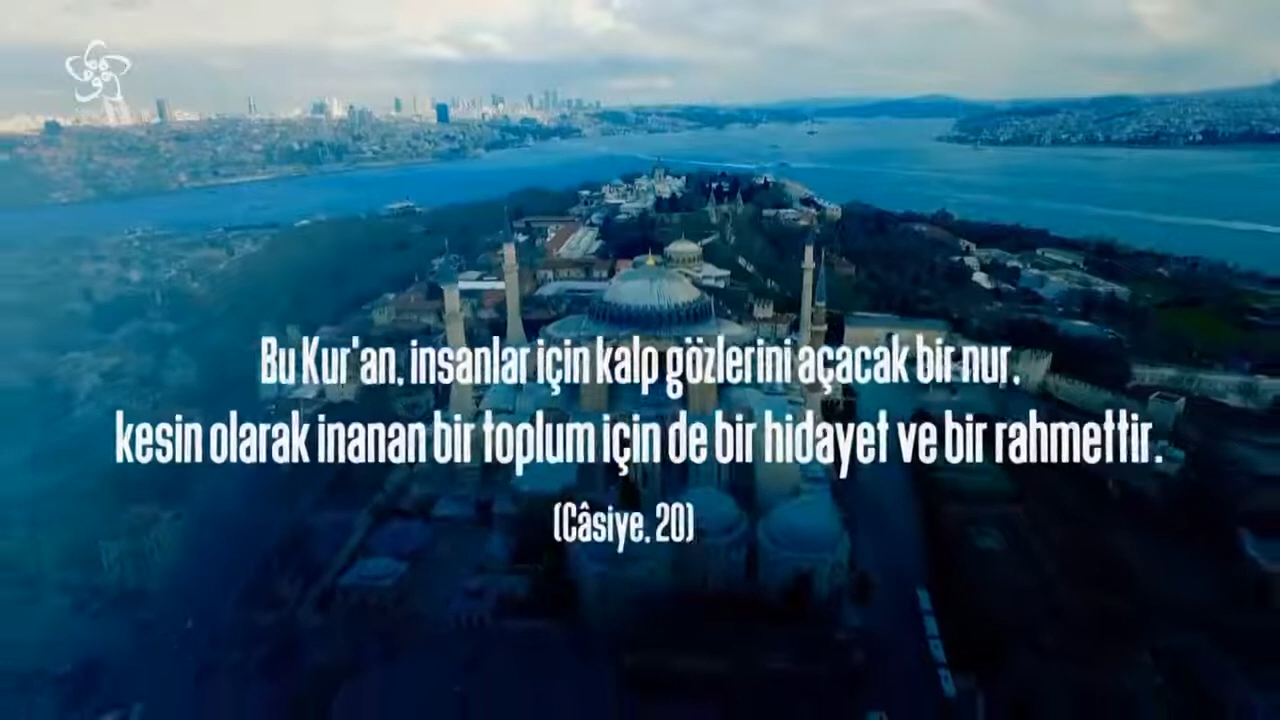 Bu Kur'an, insanlar için kalp gözlerini açacak bir nur,
kesin olarak inanan bir toplum için de bir hidayet ve bir rahmettir.
(Câsiye, 20)